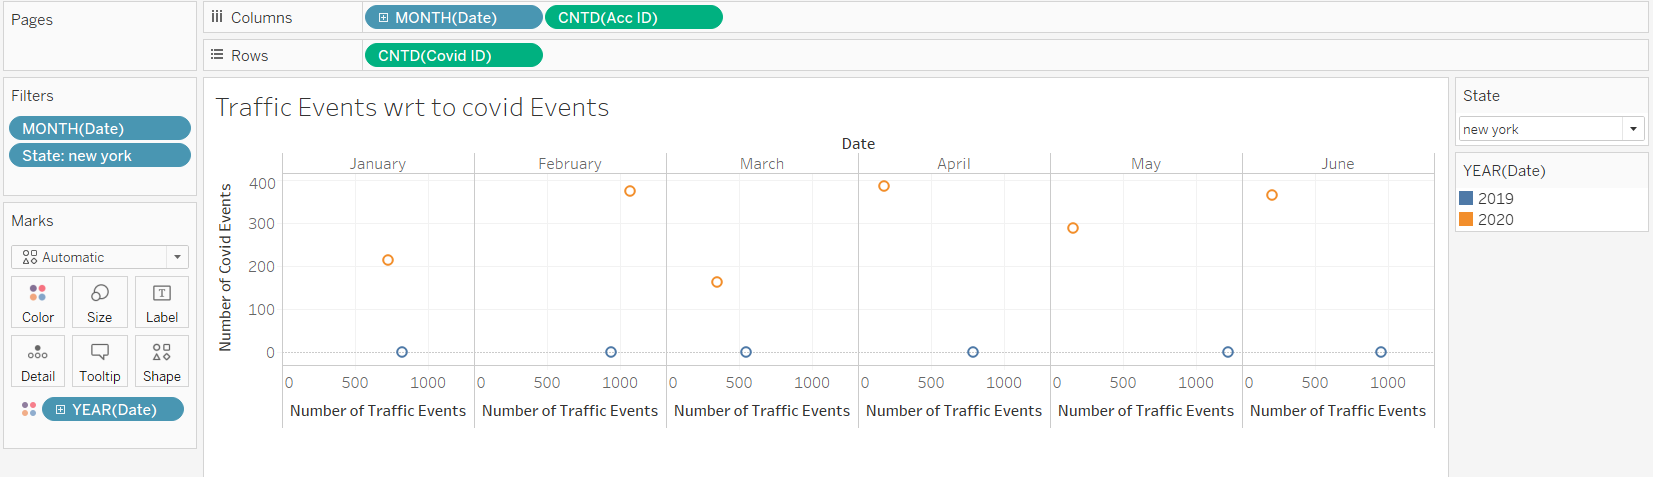 Pages
Columns
MONTH(Date)
CNTD(Acc ID)
Rows
CNTD(Covid ID)
Filters
MONTH(Date)
State: new york
Marks
Automatic
Color Size Label
Detail Tooltip Shape
YEAR(Date)
Traffic Events wrt to covid Events
Date
January February March April May June
Number of Covid Events
400
300
200
100
0
0 500 1000 0 500 1000 0 500 1000 0 500 1000 0 500 1000 0 500 1000
Number of Traffic Events Number of Traffic Events Number of Traffic Events Number of Traffic Events Number of Traffic Events Number of Traffic Events
State
new york
YEAR(Date)
2019
2020